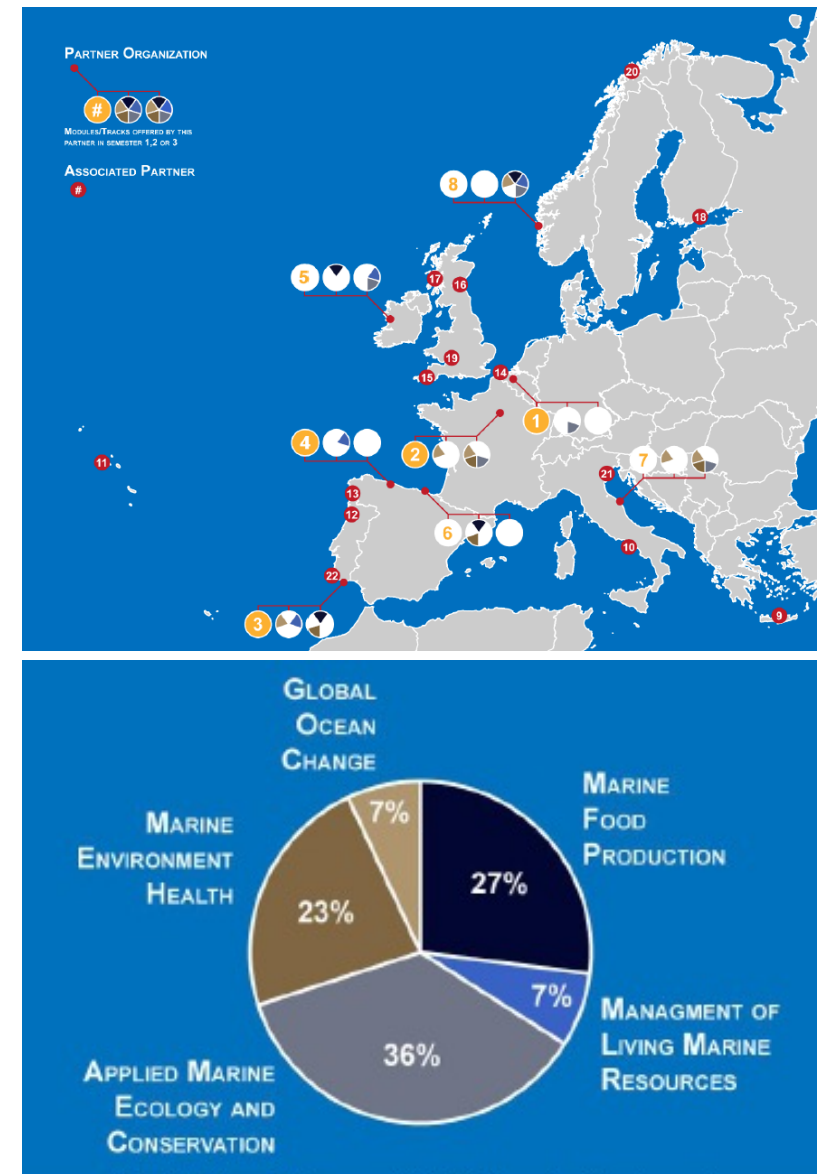 PARTNER ORGANIZATION
#
MODULES/TRACKS OFFERED BY THIS
PARTNER IN SEMESTER 1,2 OR 3
ASSOCIATED PARTNER
#
20
8
18
5
17
16
19
14
15
4
2
1
11
7
21
13
12
6
10
22
3
9
GLOBAL
OCEAN
CHANGE
MARINE
FOOD
PRODUCTION
MARINE
ENVIRONMENT
HEALTH
7%
27%
23%
7%
MANAGMENT OF
LIVING MARINE
RESOURCES
36%
APPLIED MARINE
ECOLOGY AND
CONSERVATION